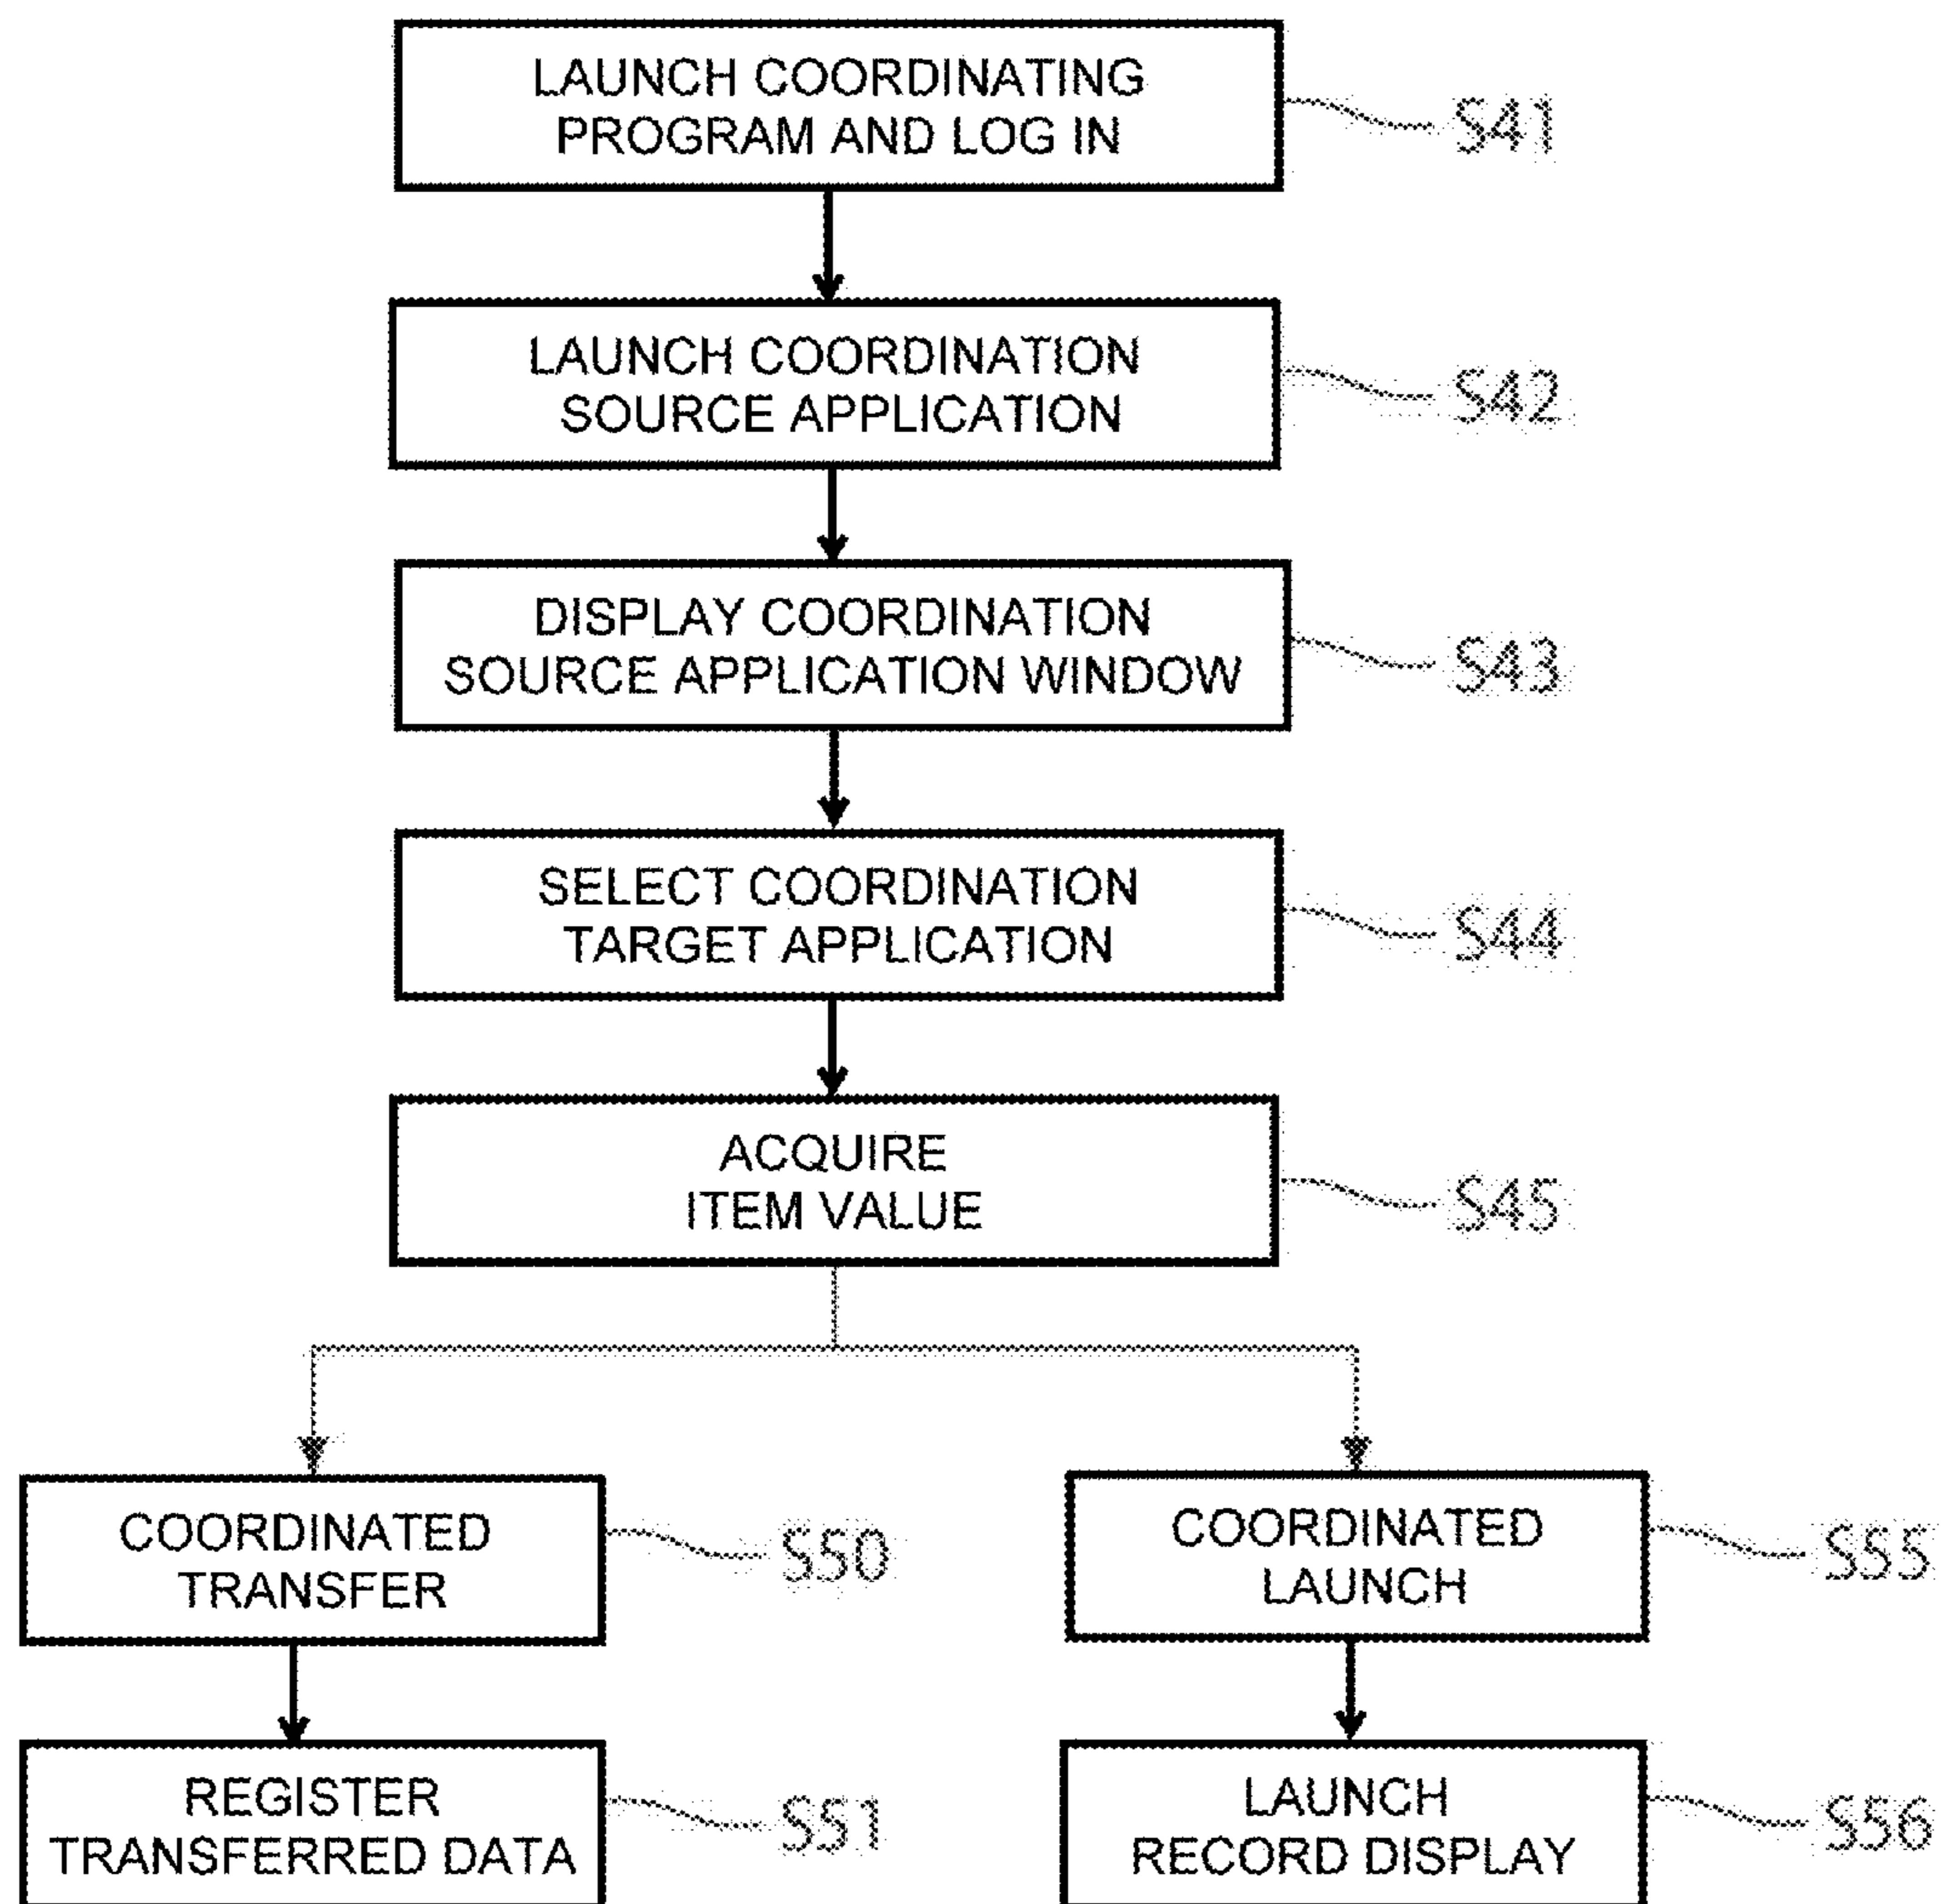 LAUNCH COORDINATING
PROGRAM AND LOG IN
S41
LAUNCH COORDINATION
SOURCE APPLICATION
S42
DISPLAY COORDINATION
SOURCE APPLICATION WINDOW
S43
SELECT COORDINATION
TARGET APPLICATION
S44
ACQUIRE
ITEM VALUE
S45
COORDINATED
TRANSFER
S50
COORDINATED
LAUNCH
S55
REGISTER
TRANSFERRED DATA
S51
LAUNCH
RECORD DISPLAY
S56